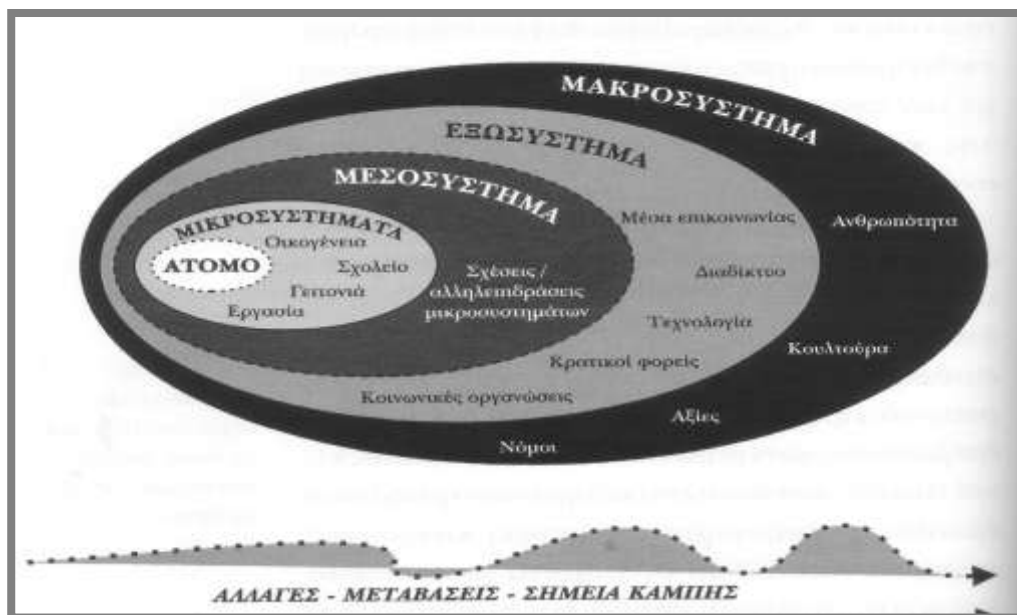 ΜΑΚΡΟΣΥΣΤΗΜΑ
ΕΞΩΣΥΣΤΗΜΑ
ΜΕΣΟΣΥΣΤΗΜΑ
ΜΙΚΡΟΣΥΣΤΗΜΑΤΑ
ΑΤΟΜΟ
Οικογένεια
Σχολείο
Γειτονιά
Εργασία
Σχέσεις /
αλληλεπιδράσεις
μικροσυστημάτων
Μέσα επικοινωνίας
Διαδίκτυο
Τεχνολογία
Κρατικοί φορείς
Κοινωνικές οργανώσεις
Ανθρωπότητα
Κουλτούρα
Αξίες
Νόμοι
ΑΛΛΑΓΕΣ - ΜΕΤΑΒΑΣΕΙΣ - ΣΗΜΕΙΑ ΚΑΜΠΗΣ